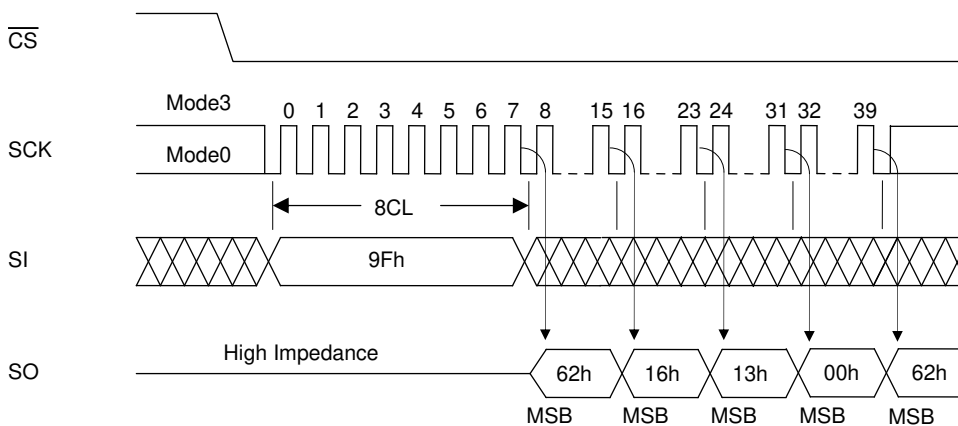 CS
Mode3
0 1 2 3 4 5 6 7 8 15 16 23 24 31 32 39
SCK
Mode0
8CL
SI
9Fh
High Impedance
SO
62h 16h 13h 00h 62h
MSB MSB MSB MSB MSB